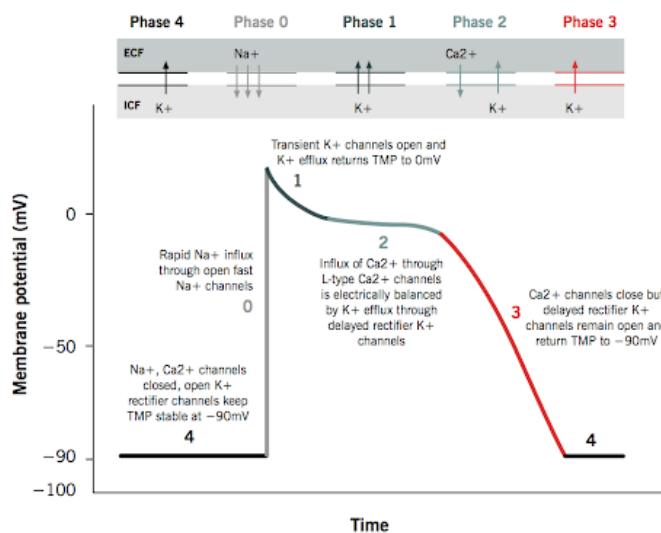 Phase 4 Phase 0 Phase 1 Phase 2 Phase 3
ECF Na+ Ca2+
ICF K+ K+ K+ K+
Transient K+ channels open and
K+ efflux returns TMP to 0mV
1
0
2
Rapid Na+ influx
through open fast
Na+ channels
0
Influx of Ca2+ through
L-type Ca2+ channels
is electrically balanced
by K+ efflux through
delayed rectifier K+
channels
3
Ca2+ channels close but
delayed rectifier K+
channels remain open and
return TMP to −90mV
−50
Na+, Ca2+ channels
closed, open K+
rectifier channels keep
TMP stable at −90mV
4
4
−90
−100
Membrane potential (mV)
Time